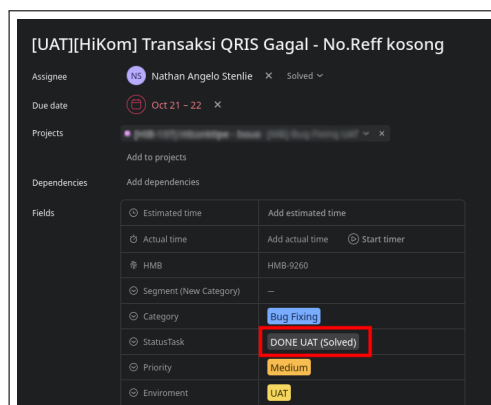 [UAT][HiKom] Transaksi QRIS Gagal - No.Reff kosong
Assignee NS Nathan Angelo Stenlie × Solved
Due date Oct 21 – 22 ×
Projects ×
Add to projects
Dependencies Add dependencies
Fields Estimated time Add estimated time
Actual time Add actual time Start timer
HMB HMB-9260
Segment (New Category) —
Category Bug Fixing
StatusTask DONE UAT (Solved)
Priority Medium
Enviroment UAT